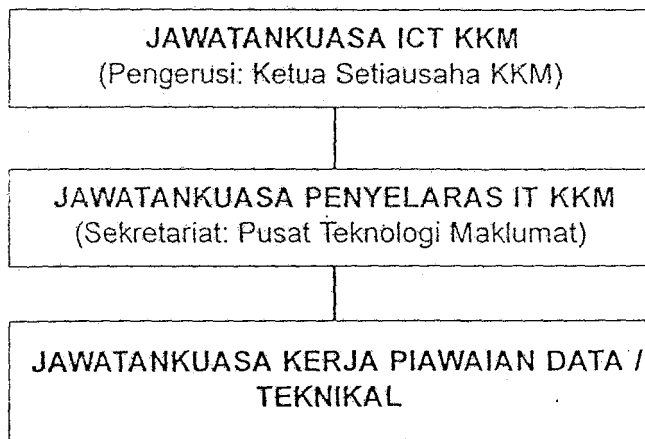 JAWATANKUASA ICT KKM
(Pengerusi: Ketua Setiausaha KKM)
JAWATANKUASA PENYELARAS IT KKM
(Sekretariat: Pusat Teknologi Maklumat)
JAWATANKUASA KERJA PIAWAIAN DATA /
TEKNIKAL